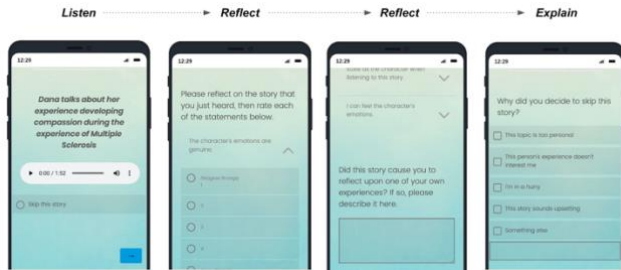 Listen
Reflect
Reflect
Explain
12:29
Dana talks about her
experience developing
compassion during the
experience of Multiple
Sclerosis
0:00 / 1:52
Skip this story
12:29
Please reflect on the story that
you just heard, then rate each
of the statements below.
The character's emotions are
genuine.
1
2
3
4
12:29
listening to this story
I can feel the character's
emotions.
Did this story cause you to
reflect upon one of your own
experiences? If so, please
describe it here.
12:29
Why did you decide to skip this
story?
This topic is too personal
This person's experience doesn't
interest me
I'm in a hurry
This story sounds upsetting
Something else